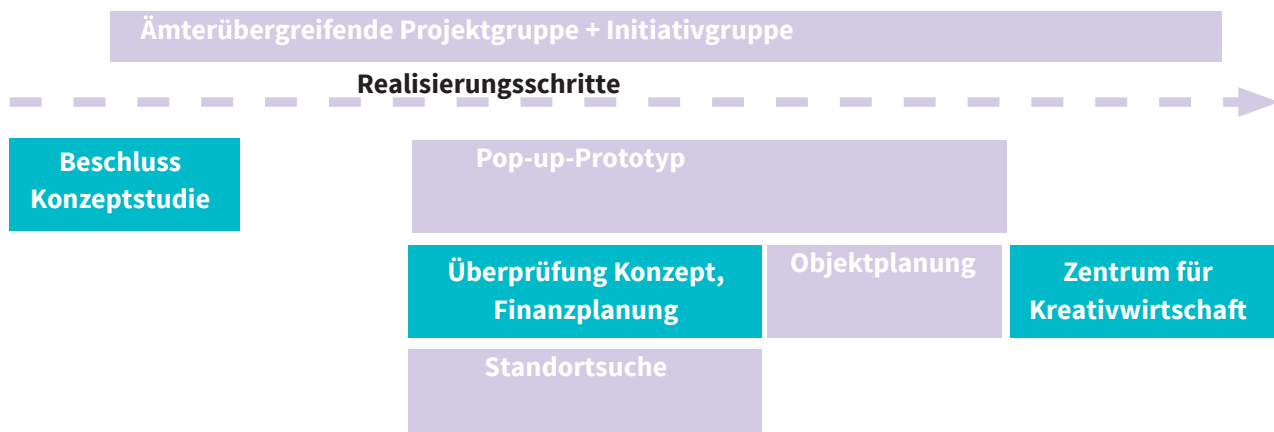 Ämterübergreifende Projektgruppe + Initiativgruppe
Realisierungsschritte
Beschluss
Konzeptstudie
Pop-up-Prototyp
Überprüfung Konzept,
Finanzplanung
Objektplanung
Zentrum für
Kreativwirtschaft
Standortsuche